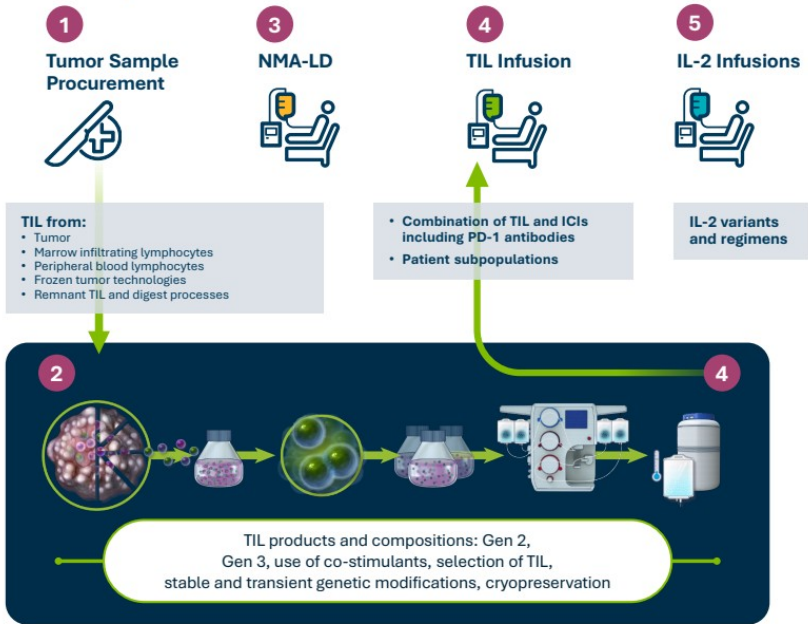 1
Tumor Sample
Procurement
3
NMA-LD
4
TIL Infusion
5
IL-2 Infusions
TIL from:
• Tumor
• Marrow infiltrating lymphocytes
• Peripheral blood lymphocytes
• Frozen tumor technologies
• Remnant TIL and digest processes
• Combination of TIL and ICIs
including PD-1 antibodies
• Patient subpopulations
IL-2 variants
and regimens
2
4
TIL products and compositions: Gen 2,
Gen 3, use of co-stimulants, selection of TIL,
stable and transient genetic modifications, cryopreservation